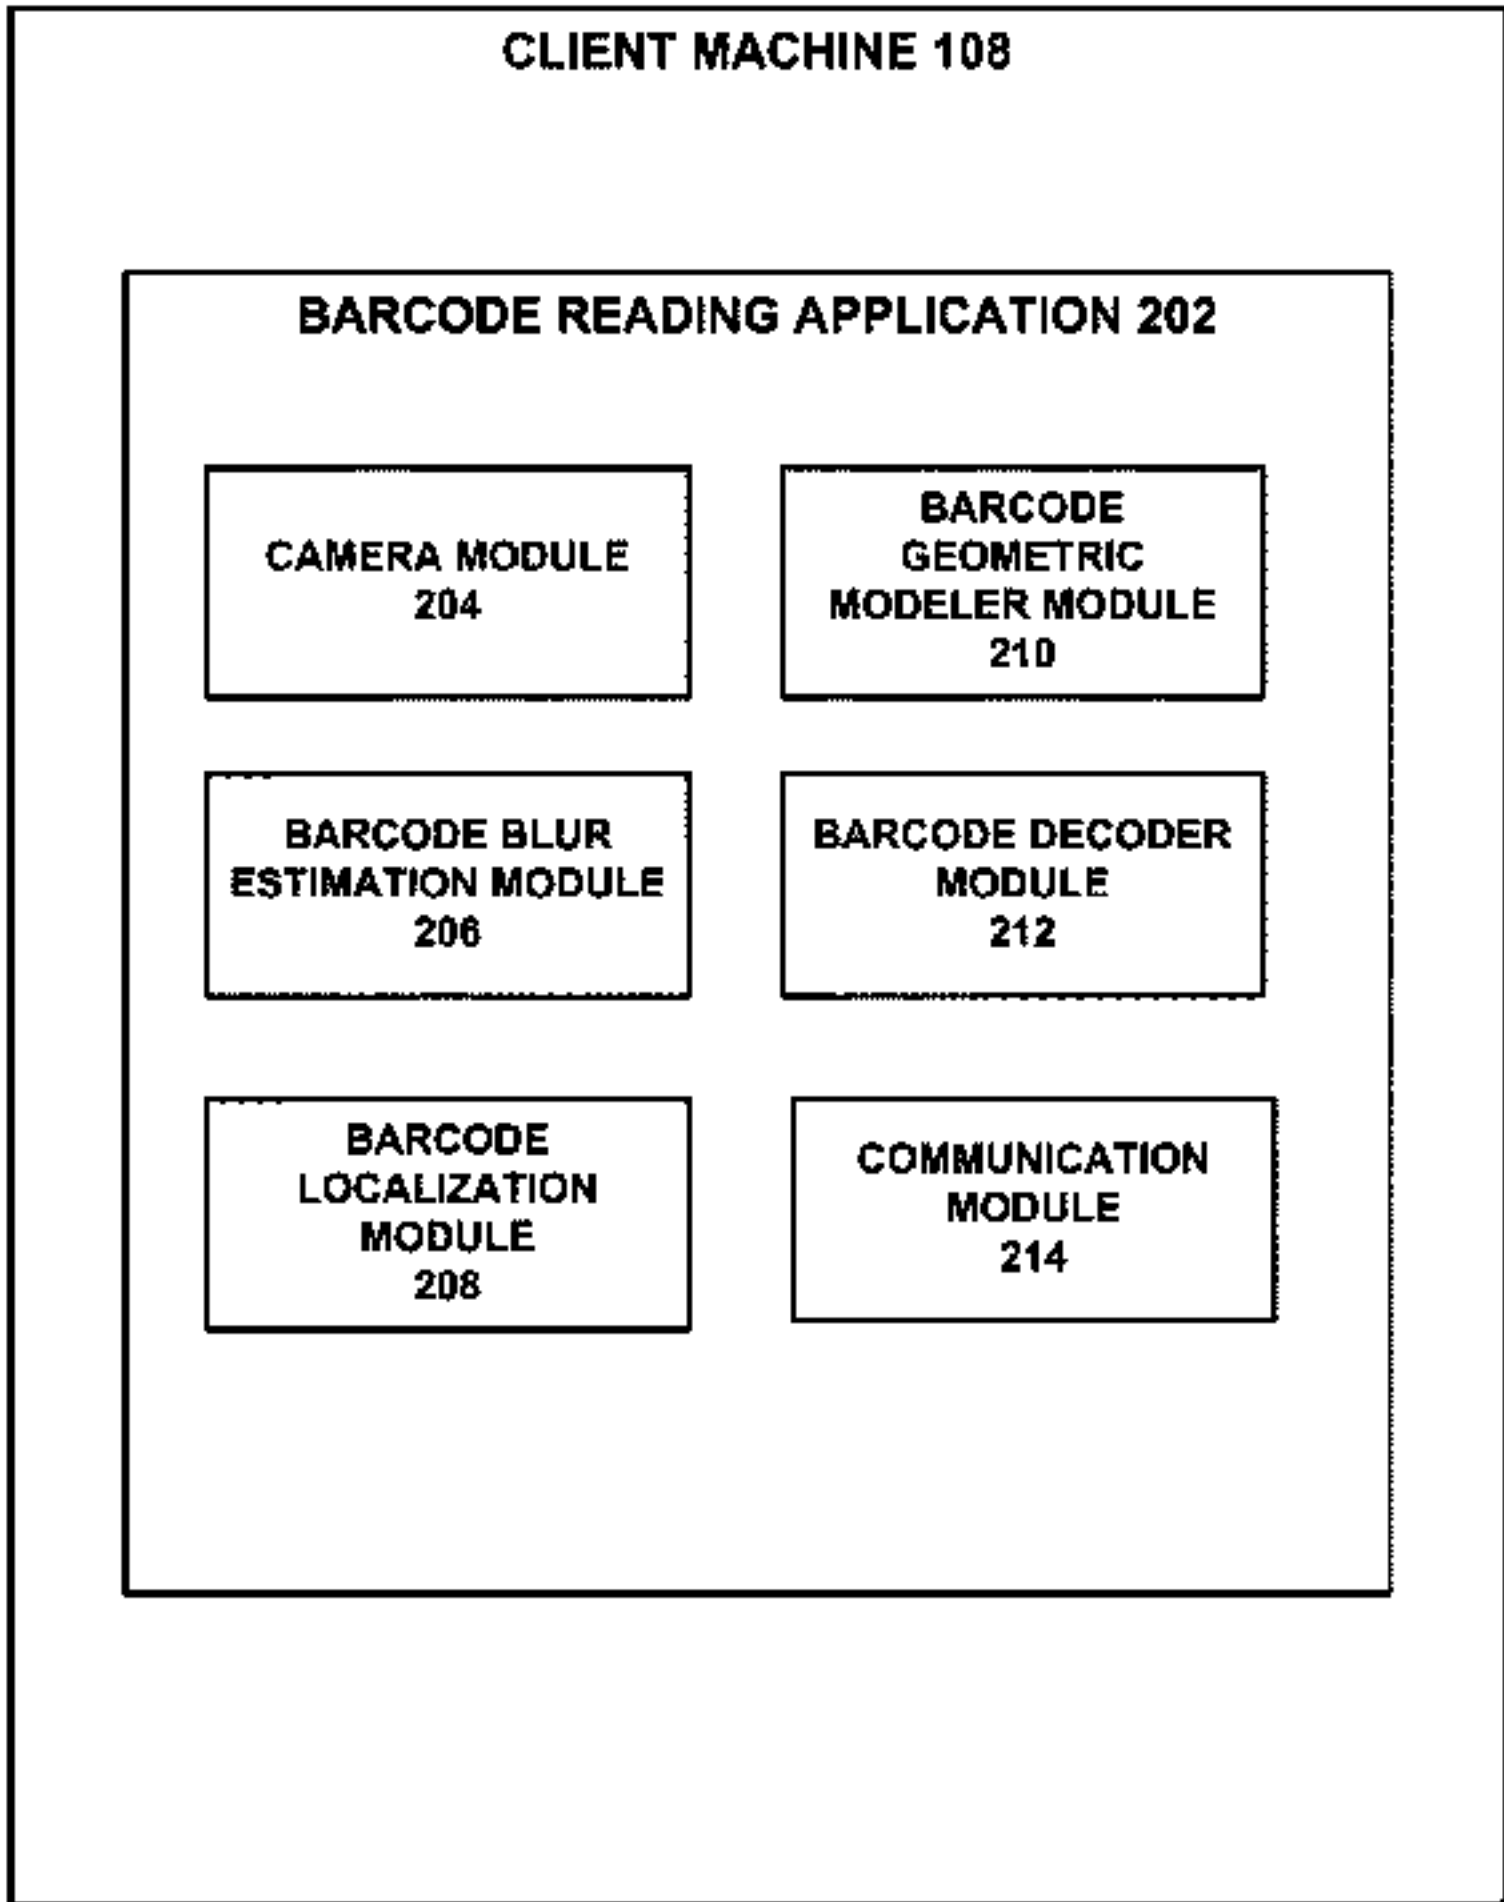 CLIENT MACHINE 108
BARCODE READING APPLICATION 202
CAMERA MODULE
204
BARCODE
GEOMETRIC
MODELER MODULE
210
BARCODE BLUR
ESTIMATION MODULE
206
BARCODE DECODER
MODULE
212
BARCODE
LOCALIZATION
MODULE
208
COMMUNICATION
MODULE
214